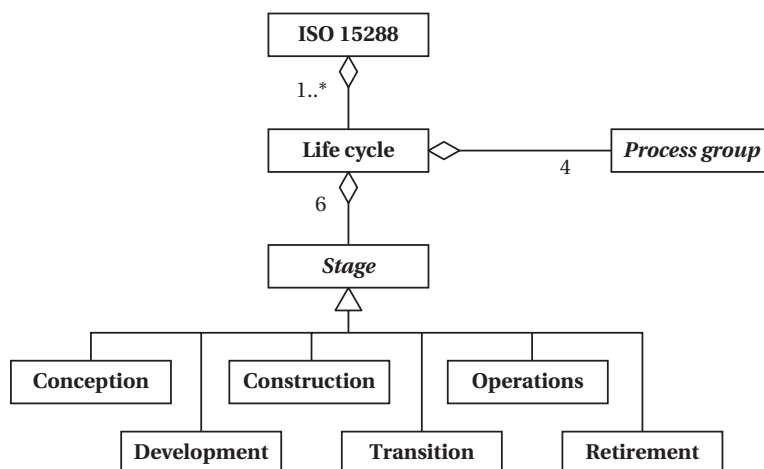 ISO 15288
1..*
Life cycle
4
Process group
6
Stage
Conception
Construction
Operations
Development
Transition
Retirement